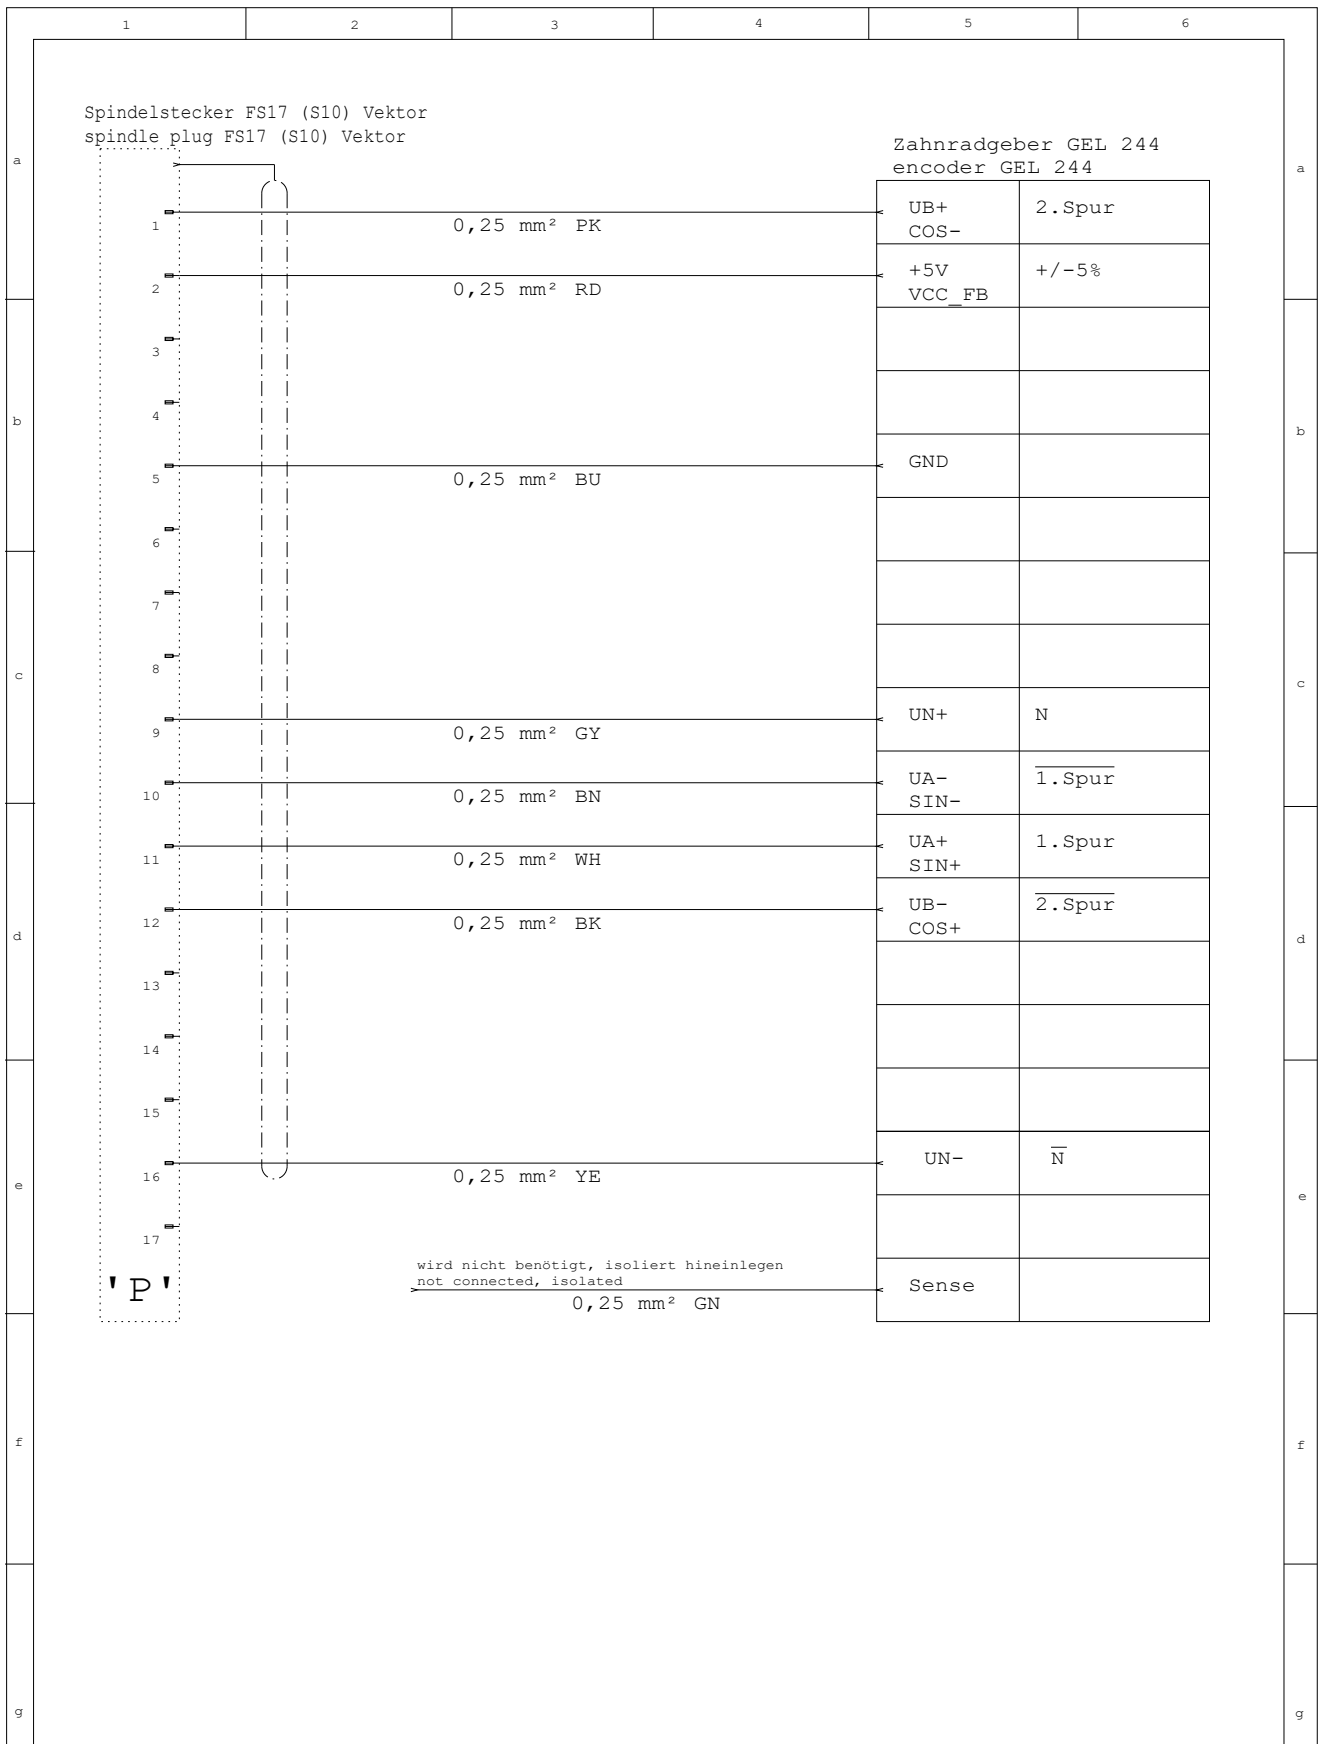 1 2 3 4 5 6
Spindelstecker FS17 (S10) Vektor
spindle plug FS17 (S10) Vektor
Zahnradgeber GEL 244
encoder GEL 244
a a
1 0,25 mm² PK UB+ 2.Spur
COS-
2 0,25 mm² RD +5V +/-5%
VCC_FB
3
4
b b
5 0,25 mm² BU GND
6
7
8
c c
9 0,25 mm² GY UN+ N
10 0,25 mm² BN UA- 1.Spur
SIN-
11 0,25 mm² WH UA+ 1.Spur
SIN+
12 0,25 mm² BK UB- 2.Spur
COS+
d d
13
14
15
16 0,25 mm² YE UN- N
e e
17
wird nicht benötigt, isoliert hineinlegen
not connected, isolated
'P' 0,25 mm² GN Sense
f f
g g